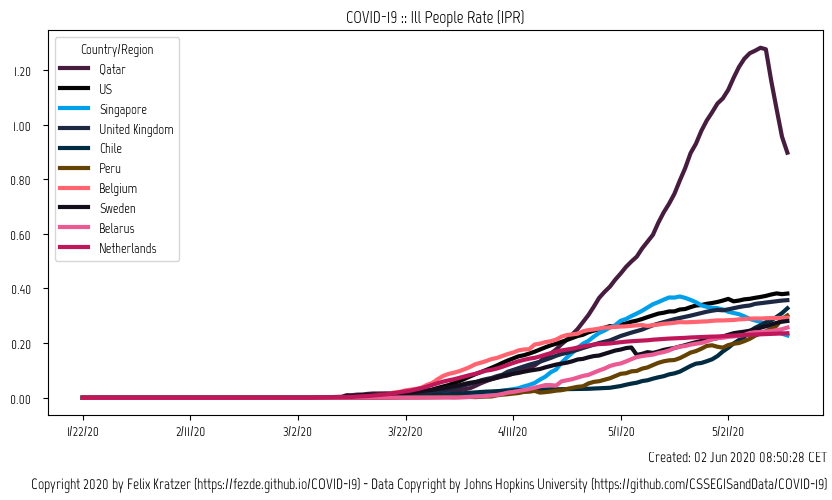 COVID-19 :: Ill People Rate (IPR)
Country/Region
Qatar
US
Singapore
United Kingdom
Chile
Peru
Belgium
Sweden
Belarus
Netherlands
1.20
1.00
0.80
0.60
0.40
0.20
0.00
1/22/20 2/11/20 3/2/20 3/22/20 4/11/20 5/1/20 5/21/20
Created: 02 Jun 2020 08:50:28 CET
Copyright 2020 by Felix Kratzer (https://fezde.github.io/COVID-19) - Data Copyright by Johns Hopkins University (https://github.com/CSSEGISandData/COVID-19)